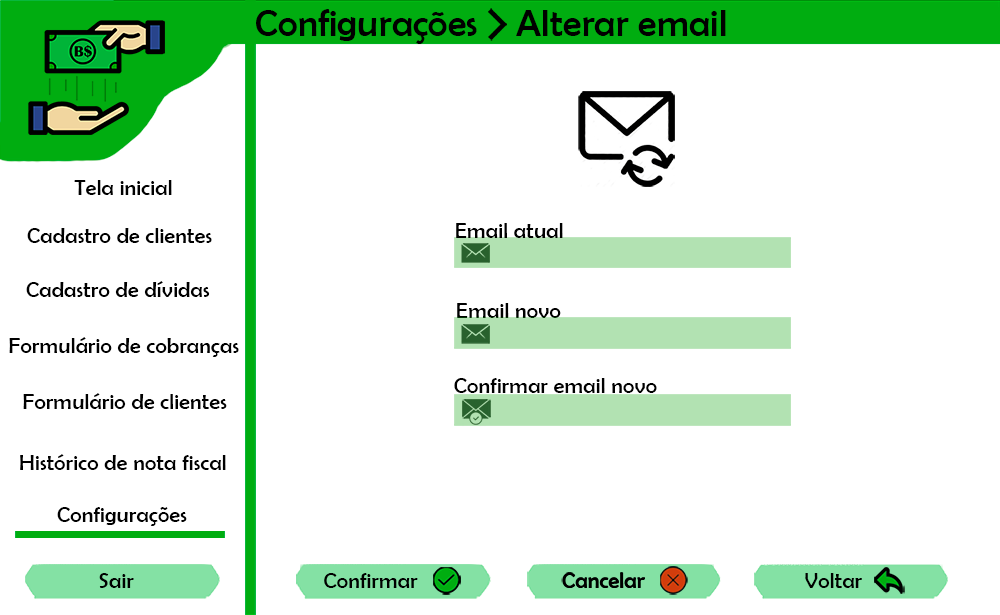 Configurações > Alterar email
B$
Tela inicial
Cadastro de clientes
Cadastro de dívidas
Formulário de cobranças
Formulário de clientes
Histórico de nota fiscal
Configurações
Sair
Email atual
Email novo
Confirmar email novo
Confirmar
Cancelar
Voltar